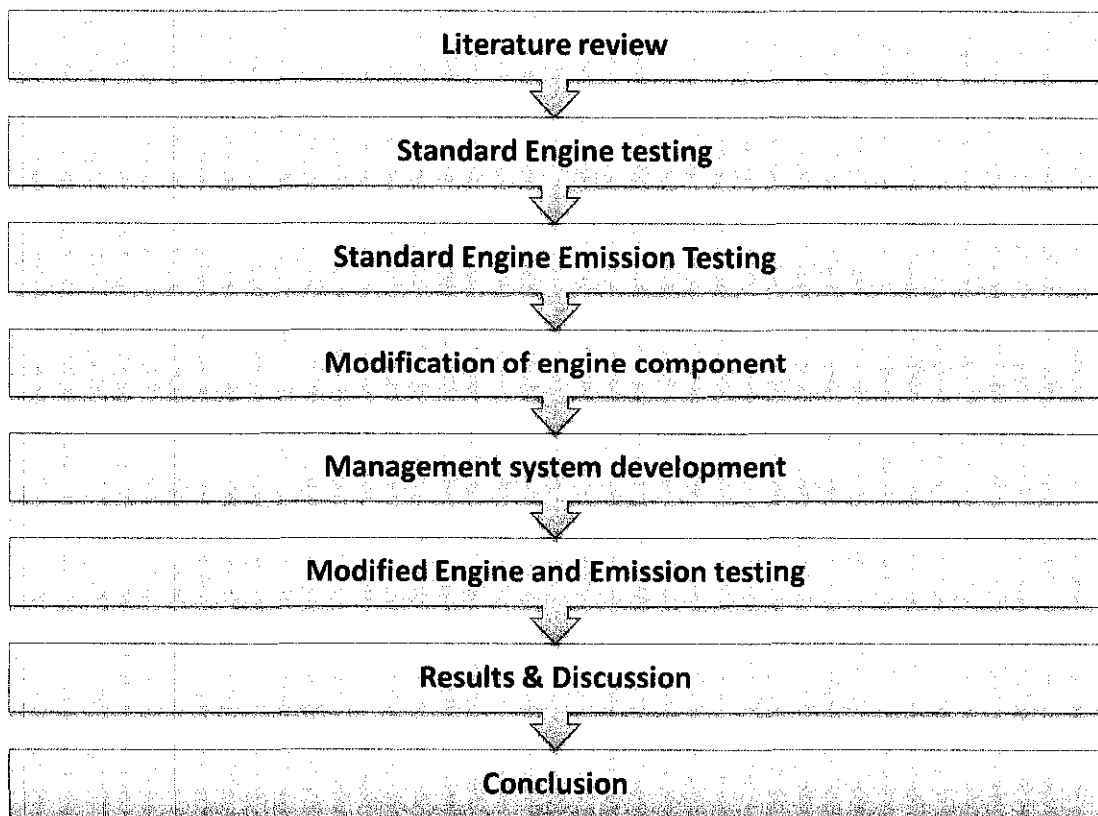 Literature review
Standard Engine testing
Standard Engine Emission Testing
Modification of engine component
Management system development
Modified Engine and Emission testing
Results & Discussion
Conclusion